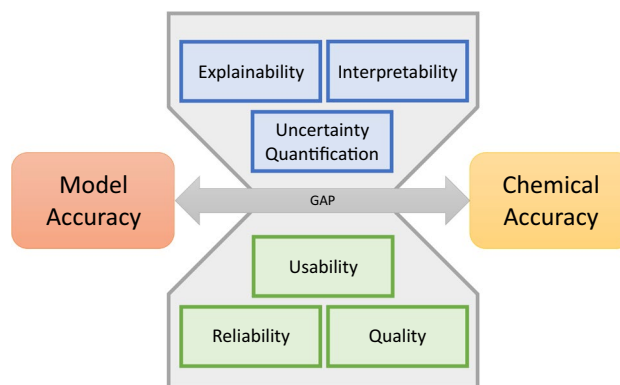 Explainability
Interpretability
Uncertainty
Quantification
Model
Accuracy
GAP
Chemical
Accuracy
Usability
Reliability
Quality